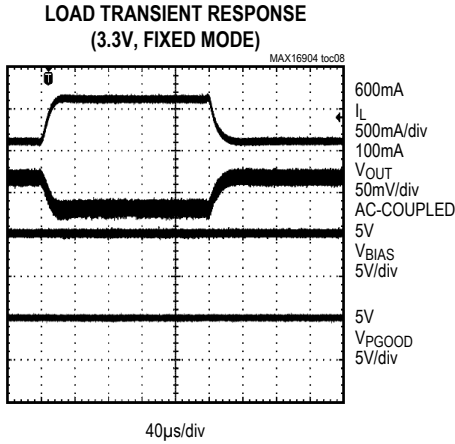 LOAD TRANSIENT RESPONSE
(3.3V, FIXED MODE)
MAX16904 toc08
600mA
IL
500mA/div
100mA
VOUT
50mV/div
AC-COUPLED
5V
VBIAS
5V/div
5V
VPGOOD
5V/div
40µs/div